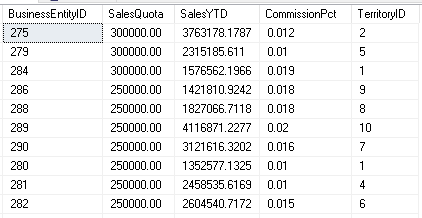 BusinessEntityID SalesQuota SalesYTD CommissionPct TerritoryID
275 300000.00 3763178.1787 0.012 2
279 300000.00 2315185.611 0.01 5
284 300000.00 1576562.1966 0.019 1
286 250000.00 1421810.9242 0.018 9
288 250000.00 1827066.7118 0.018 8
289 250000.00 4116871.2277 0.02 10
290 250000.00 3121616.3202 0.016 7
280 250000.00 1352577.1325 0.01 1
281 250000.00 2458535.6169 0.01 4
282 250000.00 2604540.7172 0.015 6